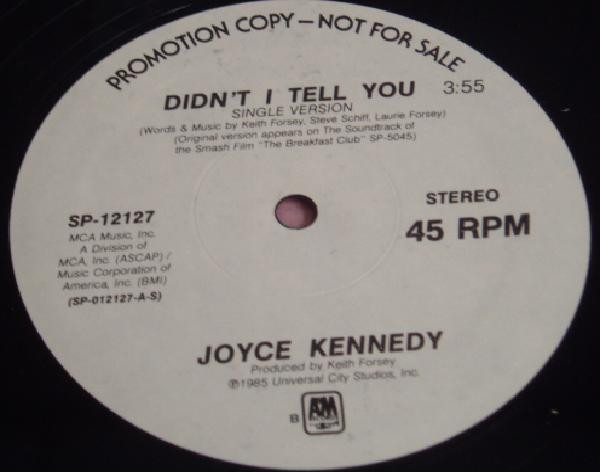 PROMOTION COPY—NOT FOR SALE
DIDN'T I TELL YOU 3:55
SINGLE VERSION
(Words & Music by Keith Forsey, Steve Schiff, Laurie Forsey)
(Original version appears on The Soundtrack of
the Smash Film "The Breakfast Club" SP-5045)
SP-12127
MCA Music, Inc.
A Division of
MCA, Inc. (ASCAP) /
Music Corporation of
America, Inc. (BMI)
(SP-012127-A-S)
STEREO
45 RPM
JOYCE KENNEDY
Produced by Keith Forsey
℗1985 Universal City Studios, Inc.
B
A&M